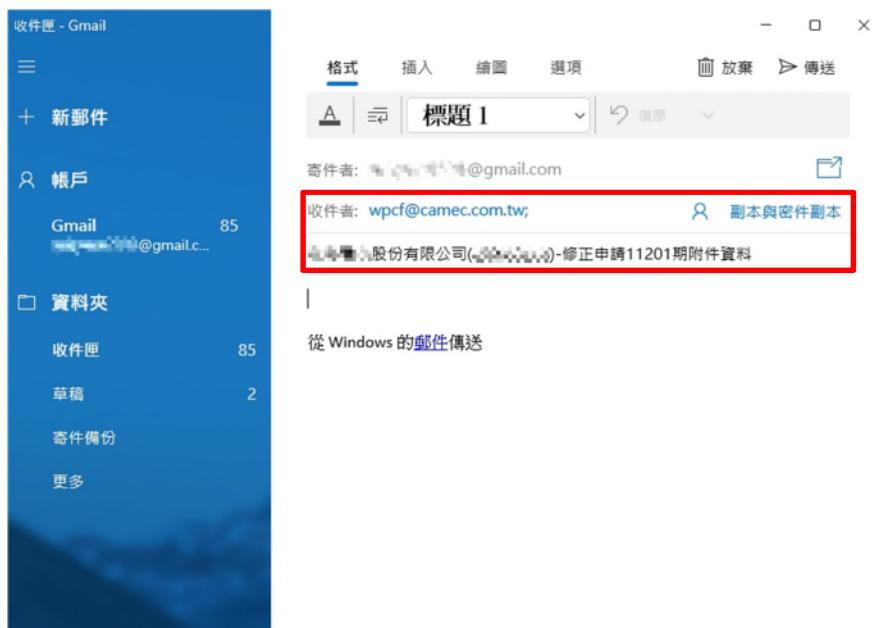 收件匣 - Gmail
新郵件
帳戶
Gmail 85
@gmail.c...
資料夾
收件匣 85
草稿 2
寄件備份
更多
格式 插入 繪圖 選項 放棄 傳送
A 標題 1 復原
寄件者: @gmail.com
收件者: wpcf@camec.com.tw; 副本與密件副本
股份有限公司( )-修正申請11201期附件資料
從 Windows 的郵件傳送